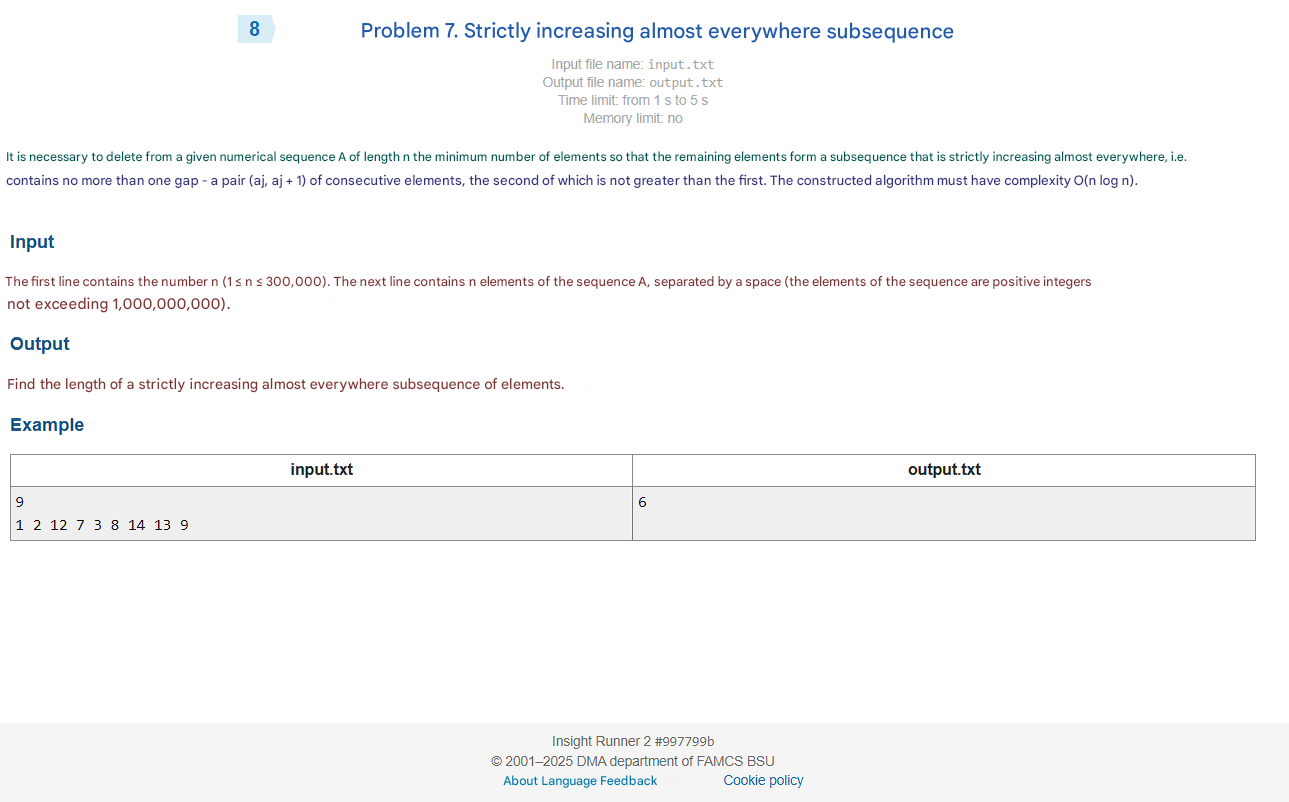 8
Problem 7. Strictly increasing almost everywhere subsequence
Input file name: input.txt
Output file name: output.txt
Time limit: from 1 s to 5 s
Memory limit: no
It is necessary to delete from a given numerical sequence A of length n the minimum number of elements so that the remaining elements form a subsequence that is strictly increasing almost everywhere, i.e.
contains no more than one gap - a pair (aj, aj + 1) of consecutive elements, the second of which is not greater than the first. The constructed algorithm must have complexity O(n log n).
Input
The first line contains the number n (1 ≤ n ≤ 300,000). The next line contains n elements of the sequence A, separated by a space (the elements of the sequence are positive integers
not exceeding 1,000,000,000).
Output
Find the length of a strictly increasing almost everywhere subsequence of elements.
Example
input.txt output.txt
9 6
1 2 12 7 3 8 14 13 9
Insight Runner 2 #997799b
© 2001–2025 DMA department of FAMCS BSU
About Language Feedback Cookie policy